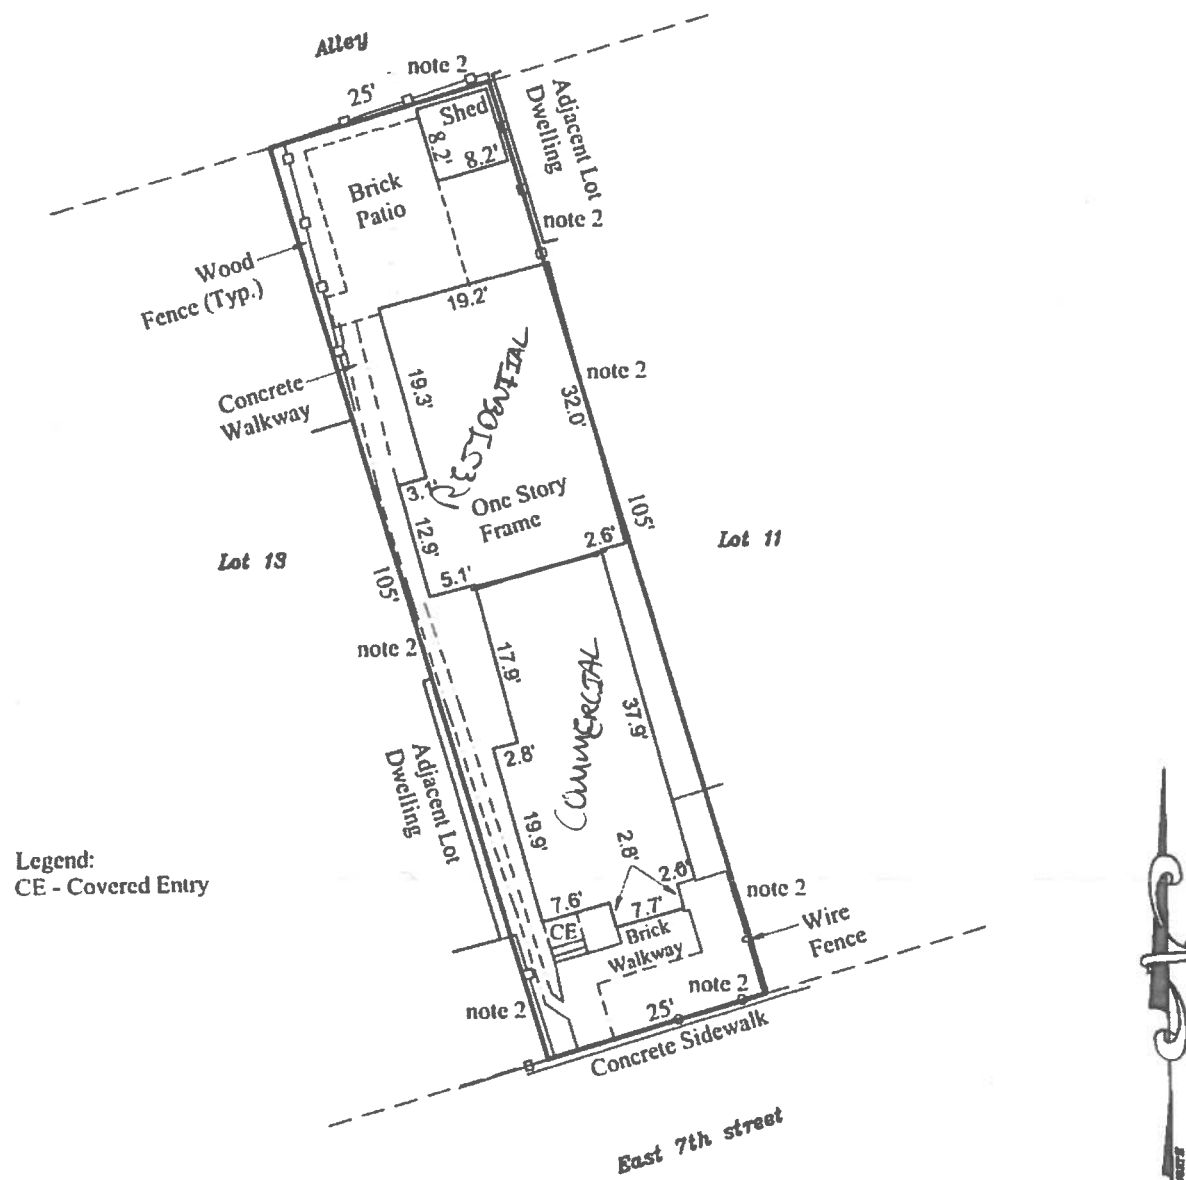 Alley
note 2
25'
Shed
8.2'
8.2'
Adjacent Lot
Dwelling
Brick
Patio
note 2
Wood
Fence (Typ.)
19.2'
Concrete
Walkway
19.3'
RESIDENTIAL
32.0'
note 2
3.1'
One Story
Frame
12.9'
2.6'
105'
Lot 11
Lot 13
105'
5.1'
note 2
17.9'
COMMERCIAL
37.9'
2.8'
Adjacent Lot
Dwelling
19.9'
2.8'
2.0'
Legend:
CE - Covered Entry
7.6'
7.7'
note 2
CE
Brick
Walkway
Wire
Fence
note 2
note 2
25'
Concrete Sidewalk
East 7th street